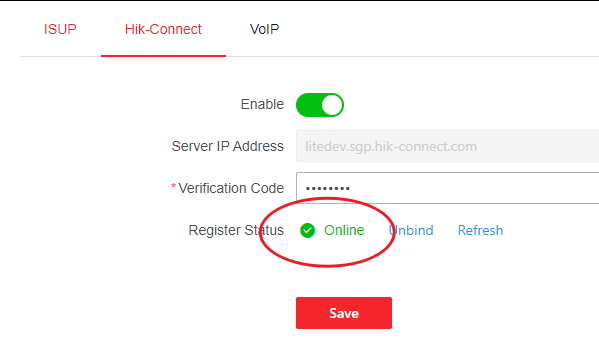 ISUP Hik-Connect VoIP
Enable
Server IP Address litedev.sgp.hik-connect.com
*Verification Code ••••••••
Register Status Online Unbind Refresh
Save